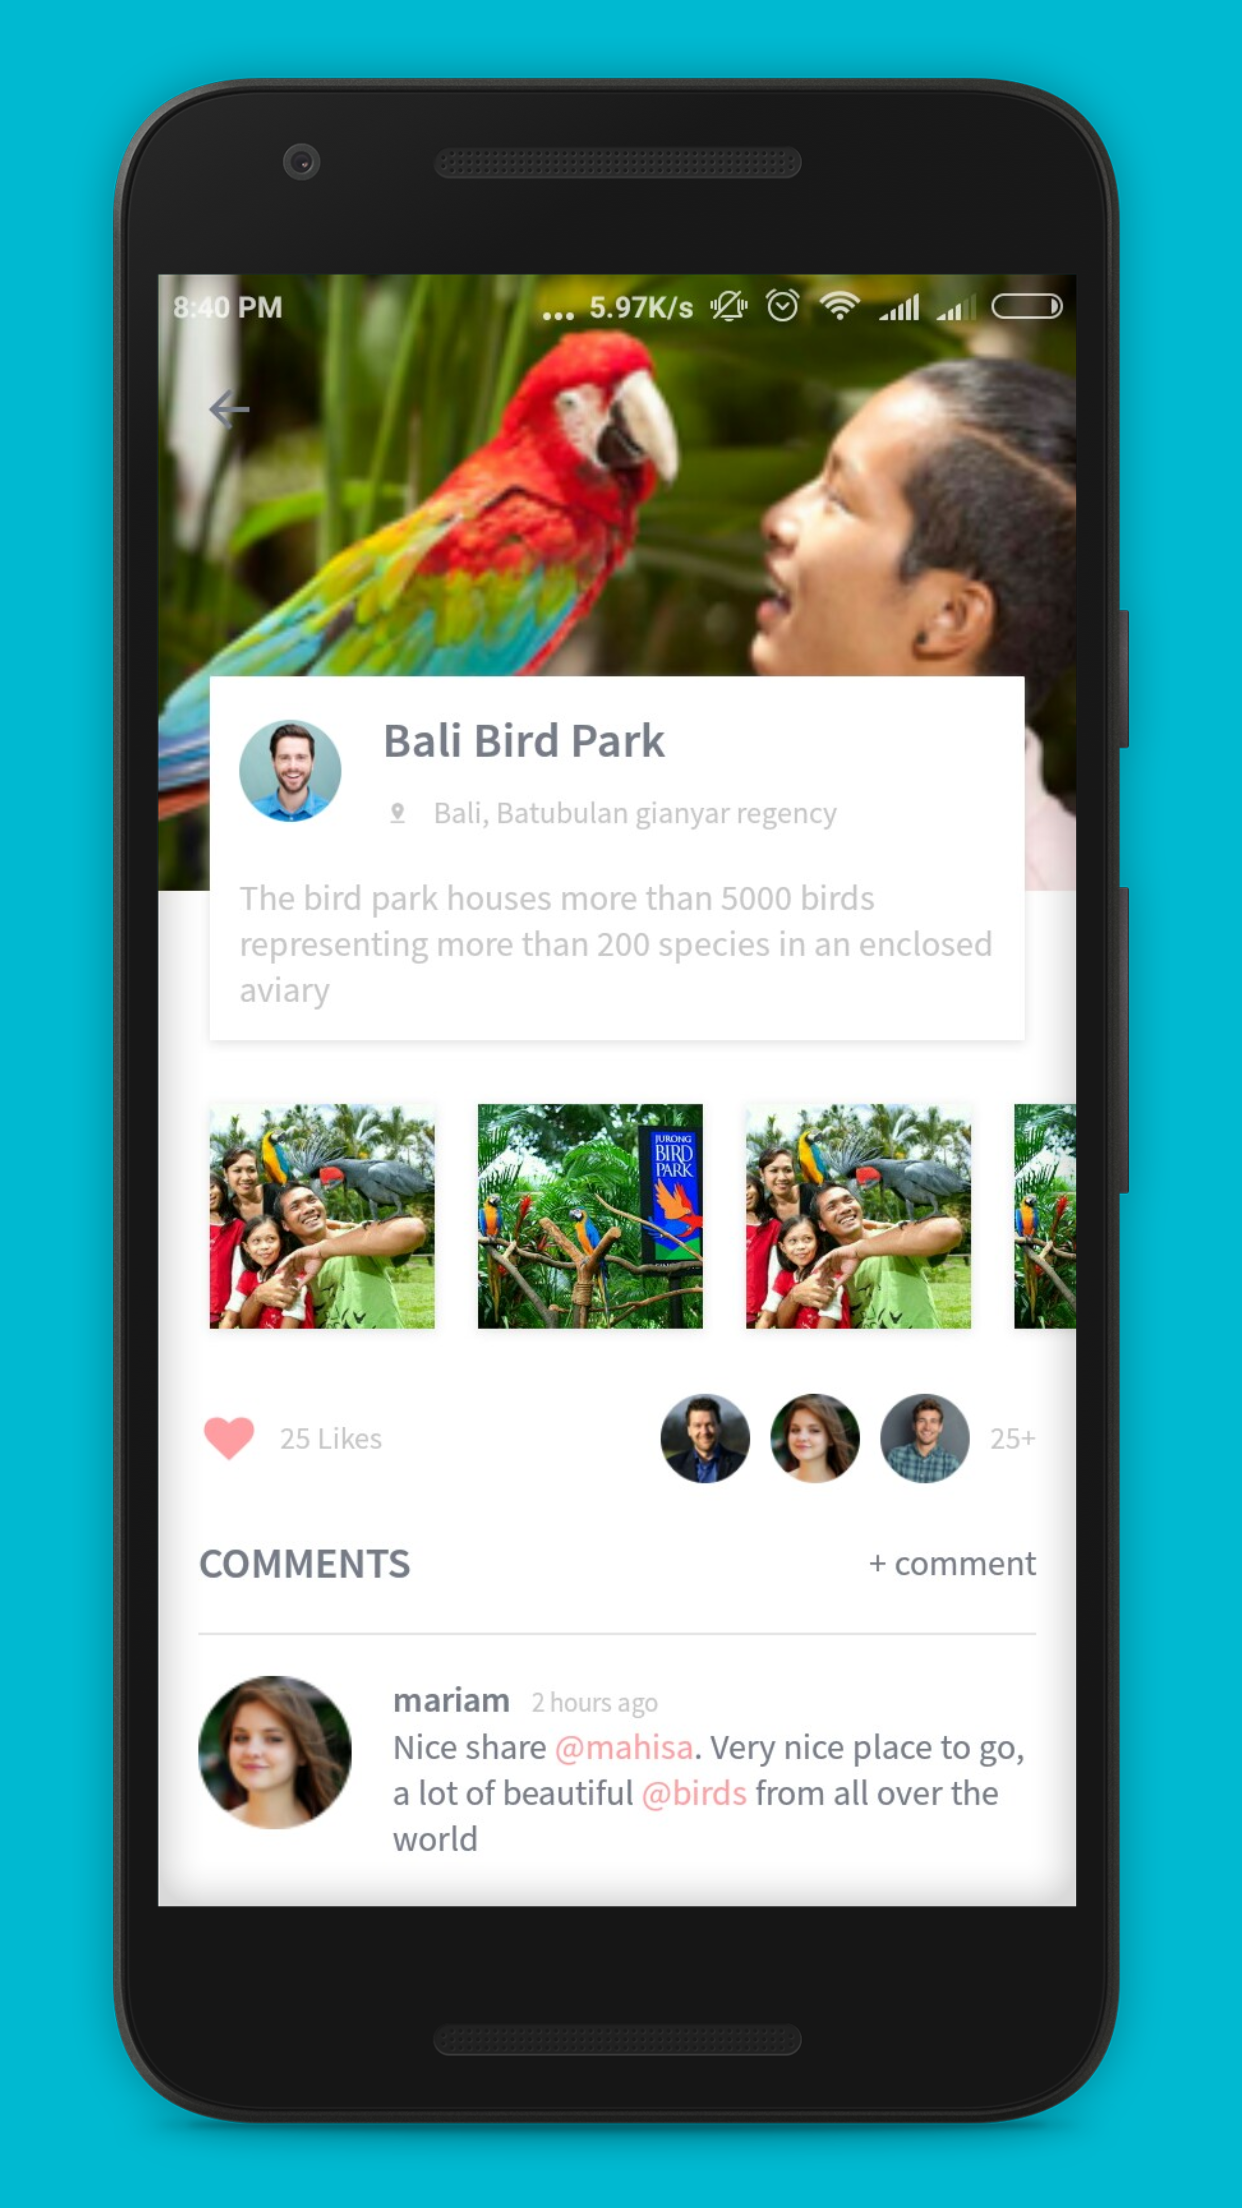 8:40 PM
... 5.97K/s
Bali Bird Park
Bali, Batubulan gianyar regency
The bird park houses more than 5000 birds
representing more than 200 species in an enclosed
aviary
JURONG
BIRD
PARK
25 Likes
25+
COMMENTS
+ comment
mariam 2 hours ago
Nice share @mahisa. Very nice place to go,
a lot of beautiful @birds from all over the
world